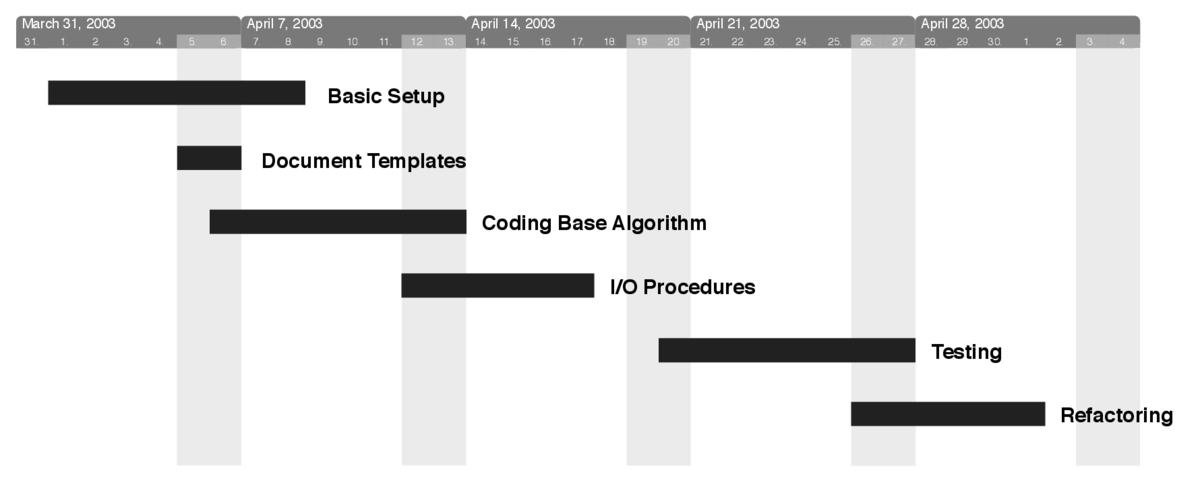 March 31, 2003 April 7, 2003 April 14, 2003 April 21, 2003 April 28, 2003
31. 1. 2. 3. 4. 5. 6. 7. 8. 9. 10. 11. 12. 13. 14. 15. 16. 17. 18 19. 20. 21. 22 23. 24. 25. 26. 27. 28. 29. 30. 1. 2. 3. 4.
Basic Setup
Document Templates
Coding Base Algorithm
I/O Procedures
Testing
Refactoring